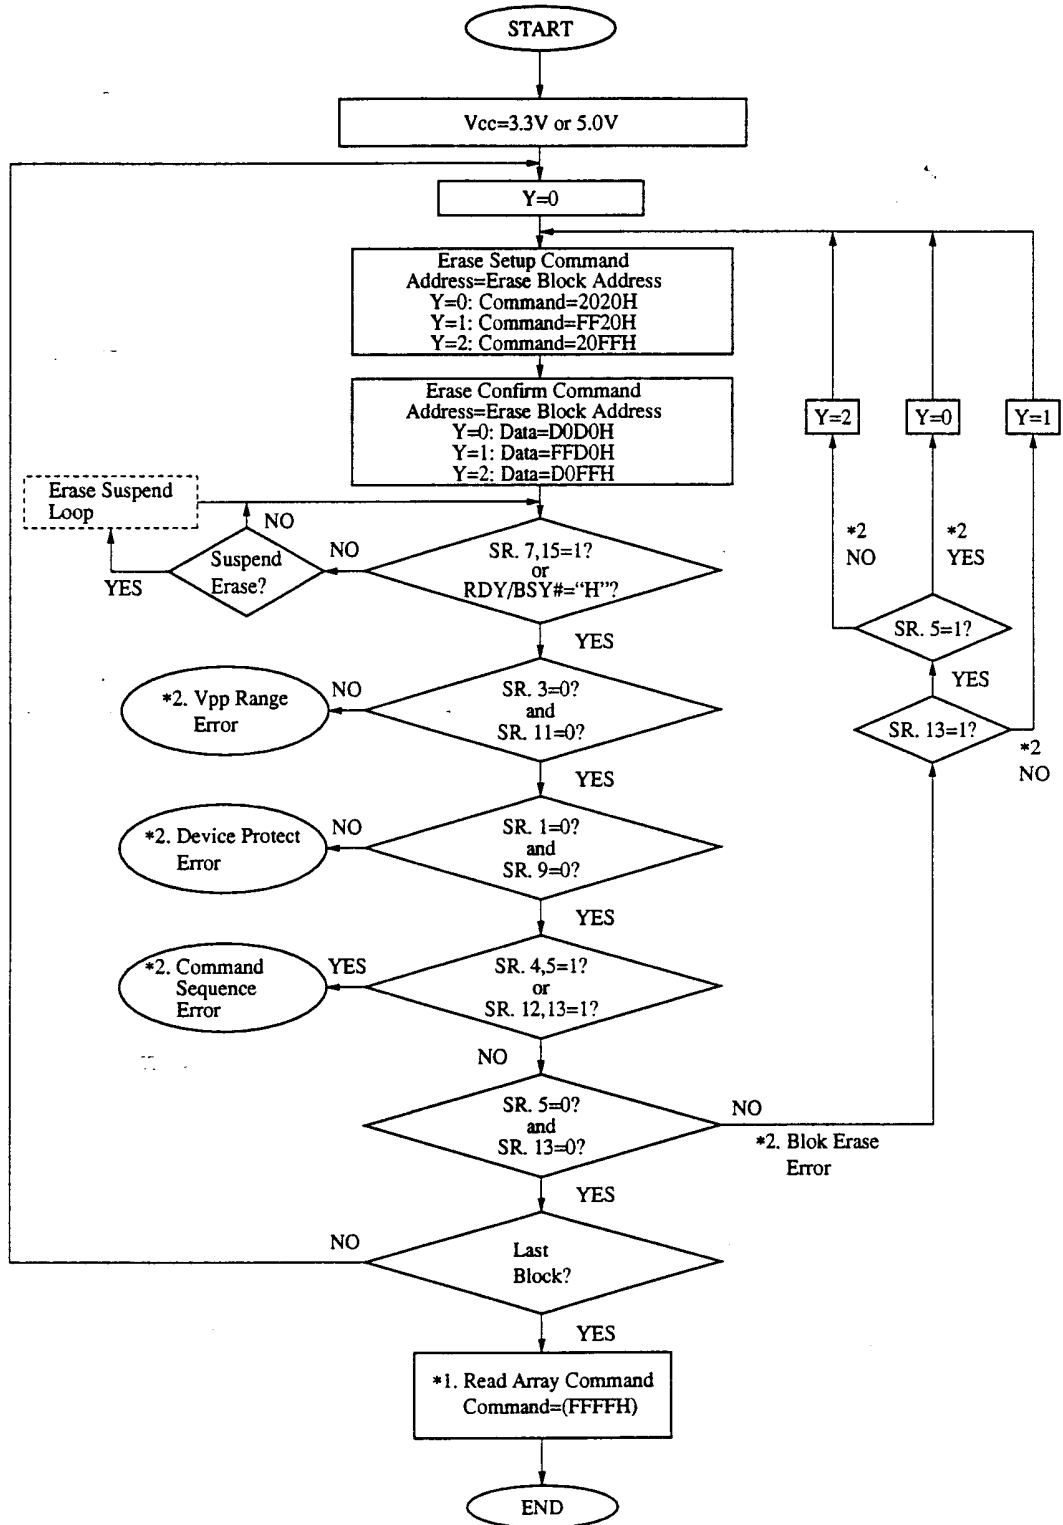 START
Vcc=3.3V or 5.0V
Y=0
Erase Setup Command
Address=Erase Block Address
Y=0: Command=2020H
Y=1: Command=FF20H
Y=2: Command=20FFH
Erase Confirm Command
Address=Erase Block Address
Y=0: Data=D0D0H
Y=1: Data=FFD0H
Y=2: Data=D0FFH
Y=2
Y=0
Y=1
Erase Suspend
Loop
NO
YES
Suspend
Erase?
NO
SR. 7,15=1?
or
RDY/BSY#="H"?
YES
*2
NO
*2
YES
SR. 5=1?
YES
SR. 13=1?
*2
NO
*2. Vpp Range
Error
NO
SR. 3=0?
and
SR. 11=0?
YES
*2. Device Protect
Error
NO
SR. 1=0?
and
SR. 9=0?
YES
*2. Command
Sequence
Error
YES
SR. 4,5=1?
or
SR. 12,13=1?
NO
SR. 5=0?
and
SR. 13=0?
NO
*2. Blok Erase
Error
YES
NO
Last
Block?
YES
*1. Read Array Command
Command=(FFFFH)
END